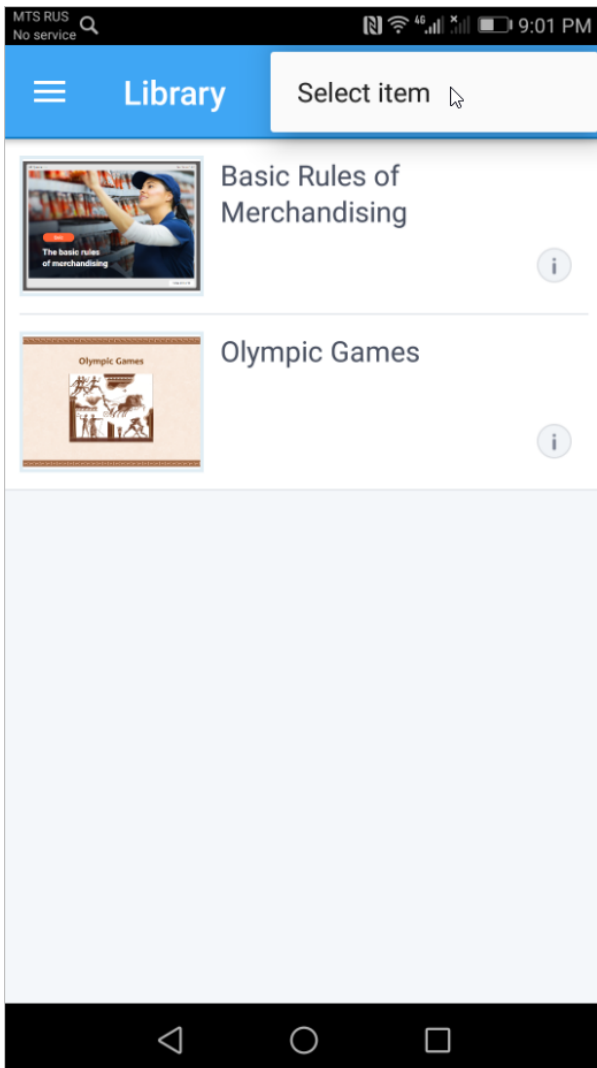 MTS RUS
No service
4G
9:01 PM
Library
Select item
Basic Rules of
Merchandising
The basic rules
of merchandising
Olympic Games
Olympic Games